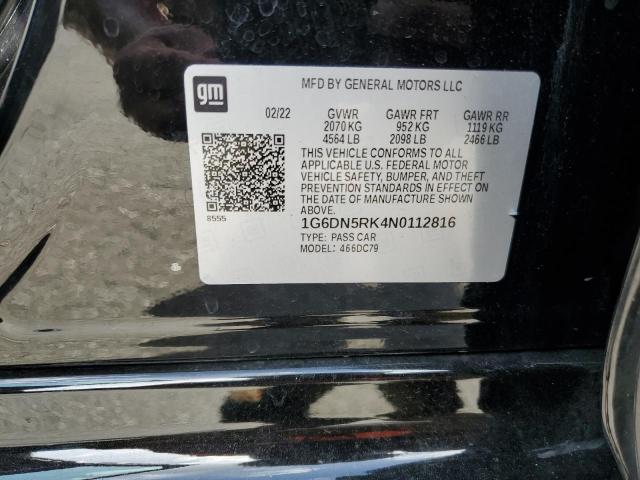 gm
MFD BY GENERAL MOTORS LLC
02/22 GVWR GAWR FRT GAWR RR
2070 KG 952 KG 1119 KG
4564 LB 2098 LB 2466 LB
THIS VEHICLE CONFORMS TO ALL
APPLICABLE U.S. FEDERAL MOTOR
VEHICLE SAFETY, BUMPER, AND THEFT
PREVENTION STANDARDS IN EFFECT ON
THE DATE OF MANUFACTURE SHOWN
ABOVE.
8555
1G6DN5RK4N0112816
TYPE: PASS CAR
MODEL: 466DC79